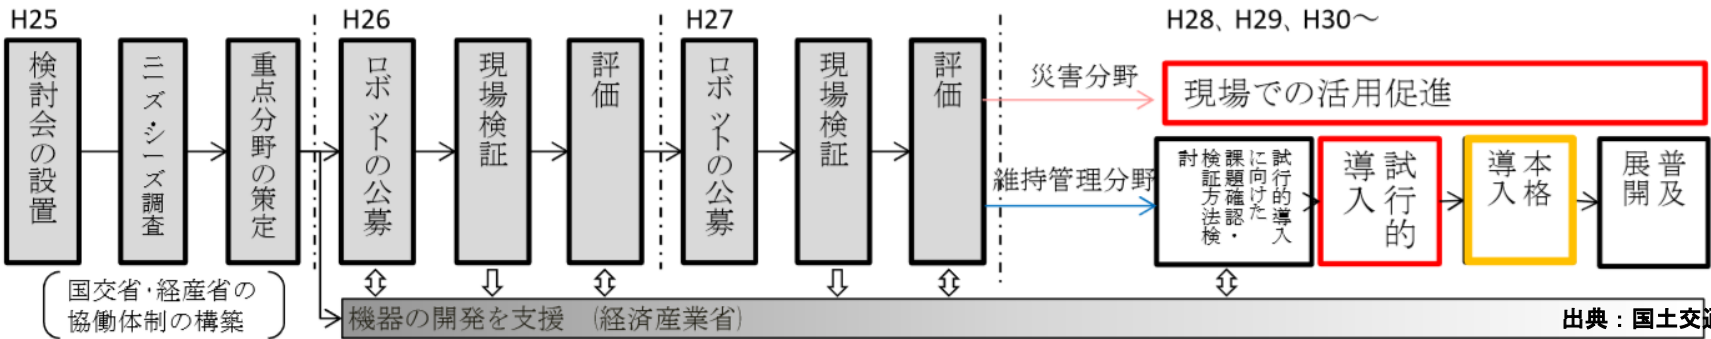 H25
H26
H27
H28、H29、H30～
検討会の設置
ニーズ・シーズ調査
重点分野の策定
ロボットの公募
現場検証
評価
ロボットの公募
現場検証
評価
災害分野
現場での活用促進
維持管理分野
試行的導入
に向けた
課題確認・
検証方法検
討
試行的
導入
本格
導入
普及
展開
国交省・経産省の
協働体制の構築
機器の開発を支援 (経済産業省)
出典：国土交